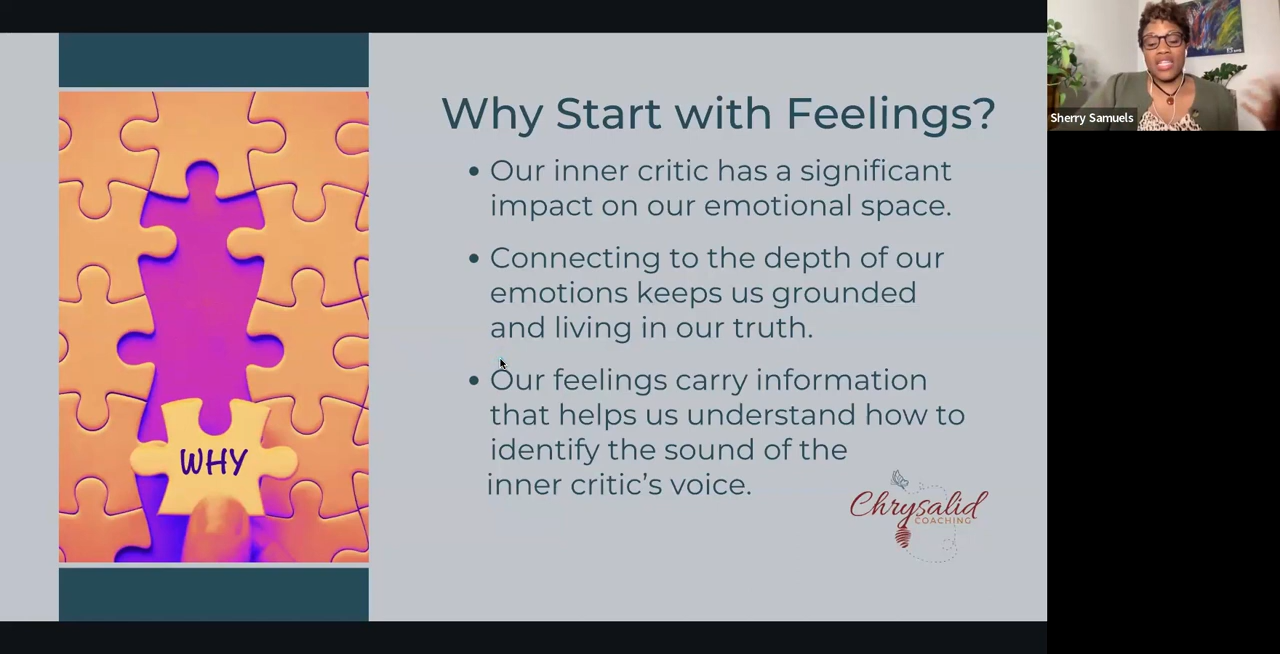 Why Start with Feelings?
• Our inner critic has a significant
impact on our emotional space.
• Connecting to the depth of our
emotions keeps us grounded
and living in our truth.
• Our feelings carry information
that helps us understand how to
identify the sound of the
inner critic's voice.
WHY
Chrysalid
COACHING
Sherry Samuels